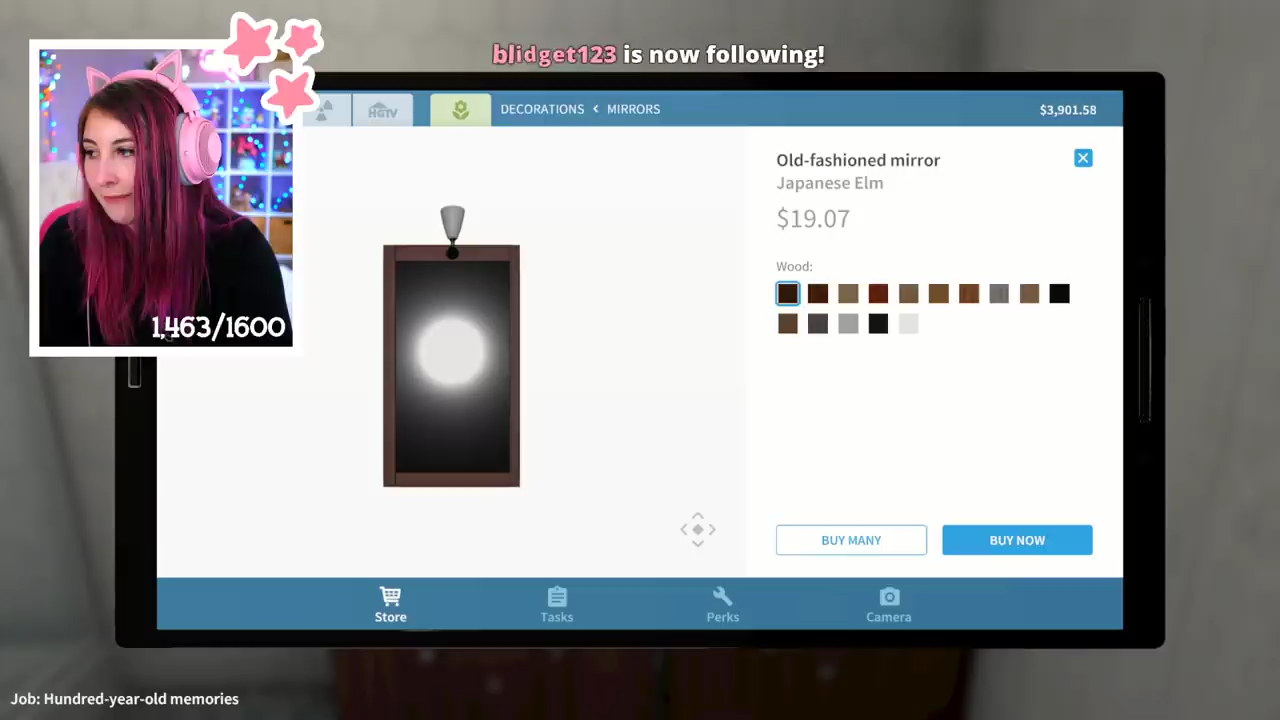 blidget123 is now following!
HGTV
DECORATIONS < MIRRORS
$3,901.58
Old-fashioned mirror
Japanese Elm
$19.07
Wood:
1,463/1600
BUY MANY
BUY NOW
Store
Tasks
Perks
Camera
Job: Hundred-year-old memories